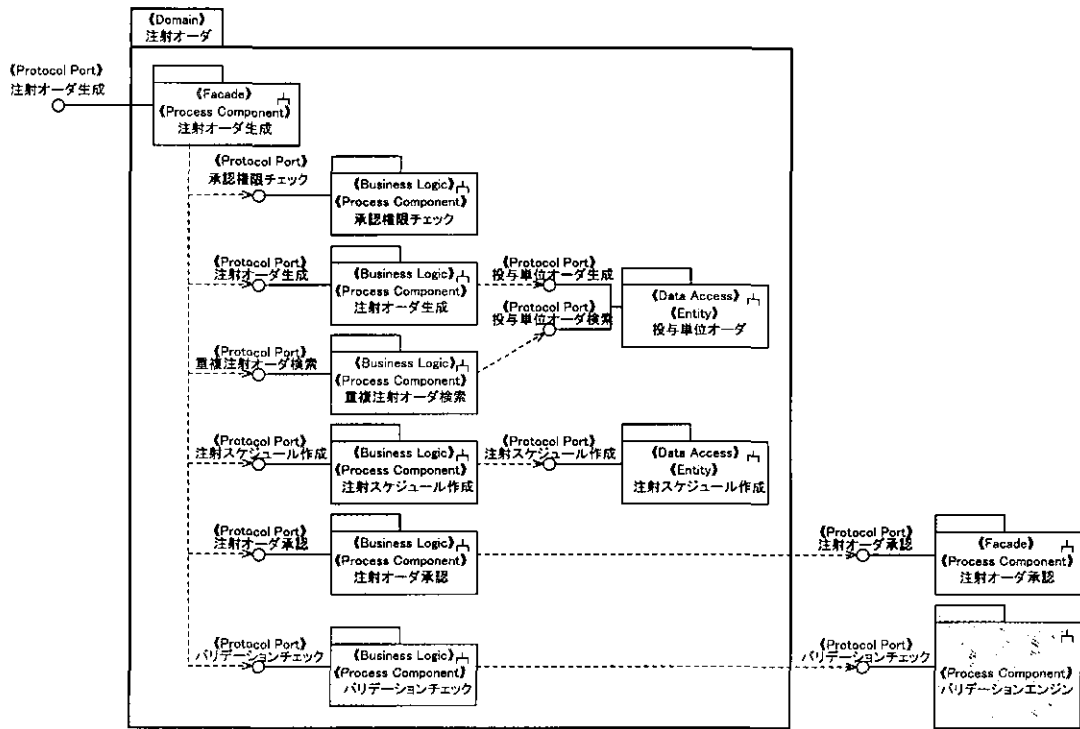 《Domain》
注射オーダ
《Protocol Port》
注射オーダ生成
《Facade》
《Process Component》
注射オーダ生成
《Protocol Port》
承認権限チェック
《Business Logic》
《Process Component》
承認権限チェック
《Protocol Port》
注射オーダ生成
《Business Logic》
《Process Component》
注射オーダ生成
《Protocol Port》
投与単位オーダ生成
《Protocol Port》
投与単位オーダ検索
《Data Access》
《Entity》
投与単位オーダ
《Protocol Port》
重複注射オーダ検索
《Business Logic》
《Process Component》
重複注射オーダ検索
《Protocol Port》
注射スケジュール作成
《Business Logic》
《Process Component》
注射スケジュール作成
《Protocol Port》
注射スケジュール作成
《Data Access》
《Entity》
注射スケジュール作成
《Protocol Port》
注射オーダ承認
《Business Logic》
《Process Component》
注射オーダ承認
《Protocol Port》
注射オーダ承認
《Facade》
《Process Component》
注射オーダ承認
《Protocol Port》
バリデーションチェック
《Business Logic》
《Process Component》
バリデーションチェック
《Protocol Port》
バリデーションチェック
《Process Component》
バリデーションエンジン